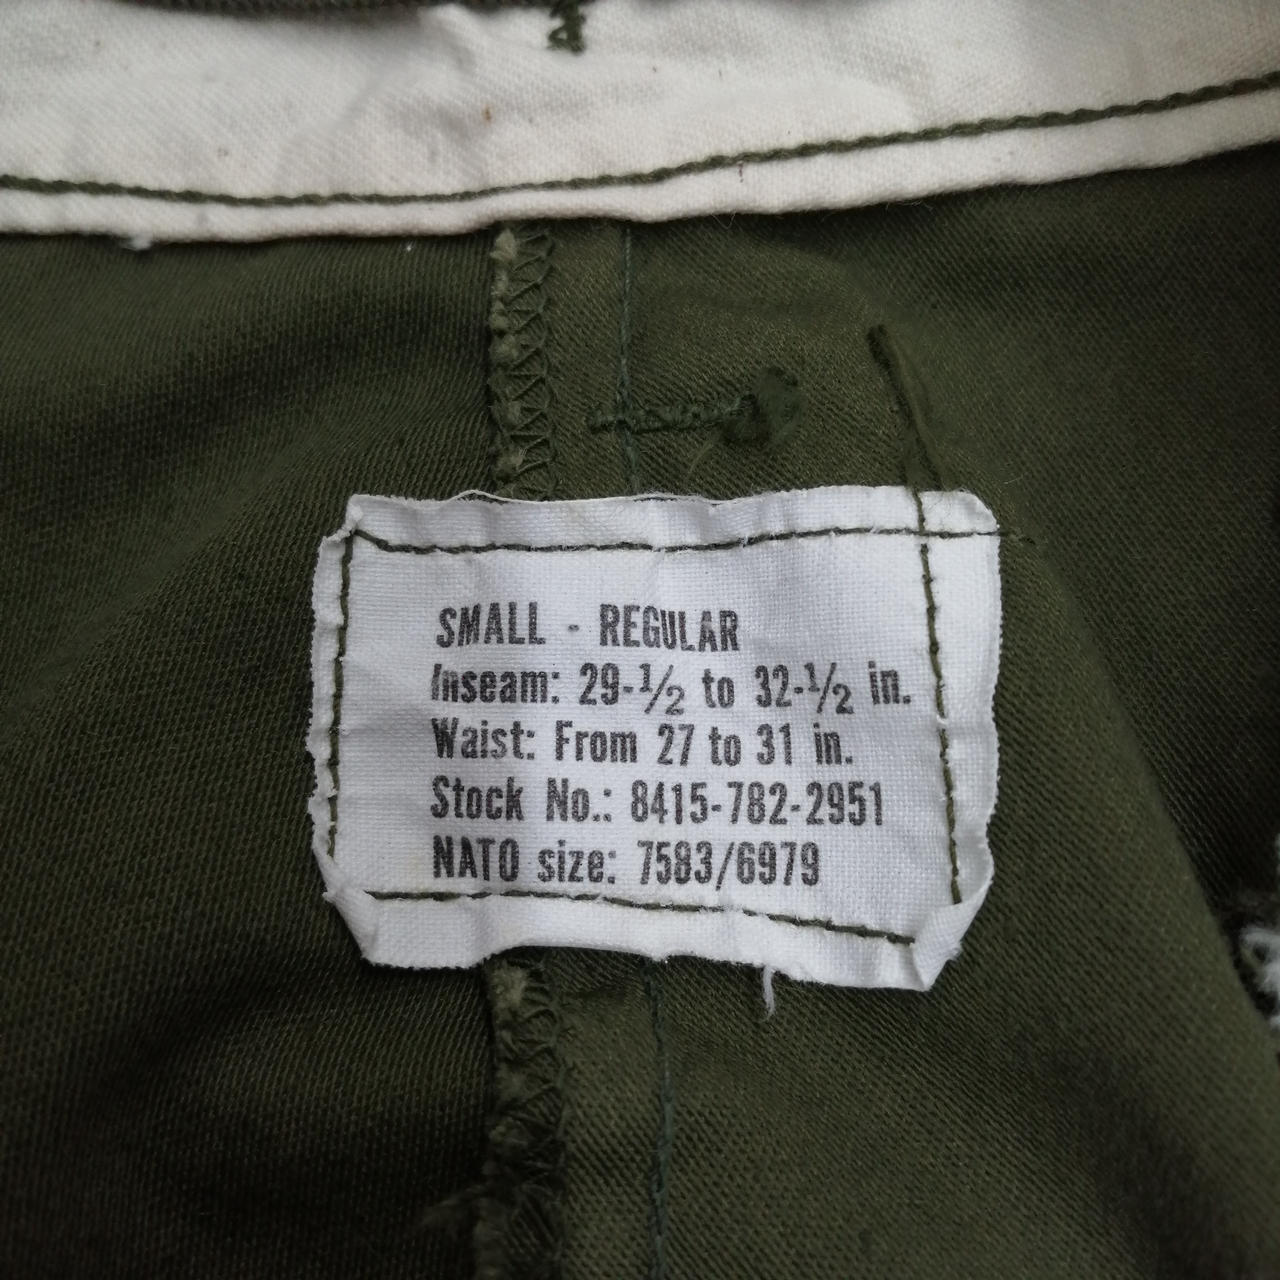 SMALL - REGULAR
Inseam: 29-1/2 to 32-1/2 in.
Waist: From 27 to 31 in.
Stock No.: 8415-782-2951
NATO size: 7583/6979